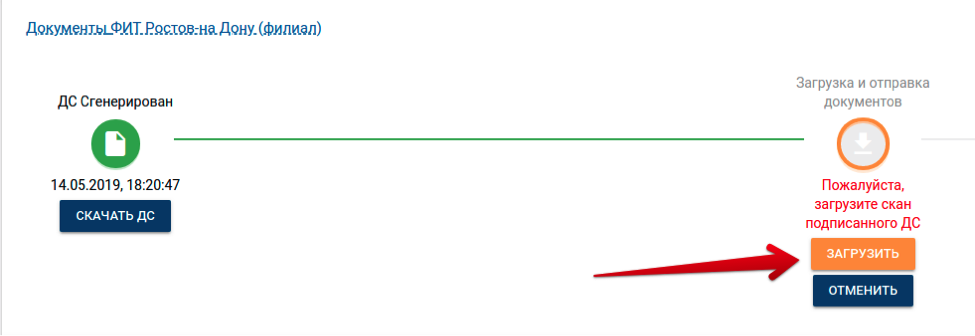 Документы ФИТ Ростов-на Дону (филиал)
ДС Сгенерирован
14.05.2019, 18:20:47
СКАЧАТЬ ДС
Загрузка и отправка
документов
Пожалуйста,
загрузите скан
подписанного ДС
ЗАГРУЗИТЬ
ОТМЕНИТЬ